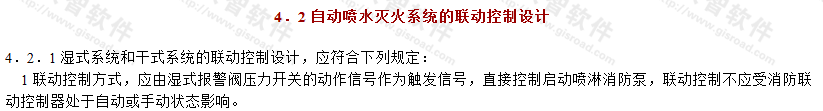 4．2 自动喷水灭火系统的联动控制设计
4．2．1 湿式系统和干式系统的联动控制设计，应符合下列规定：
1 联动控制方式，应由湿式报警阀压力开关的动作信号作为触发信号，直接控制启动喷淋消防泵，联动控制不应受消防联
动控制器处于自动或手动状态影响。